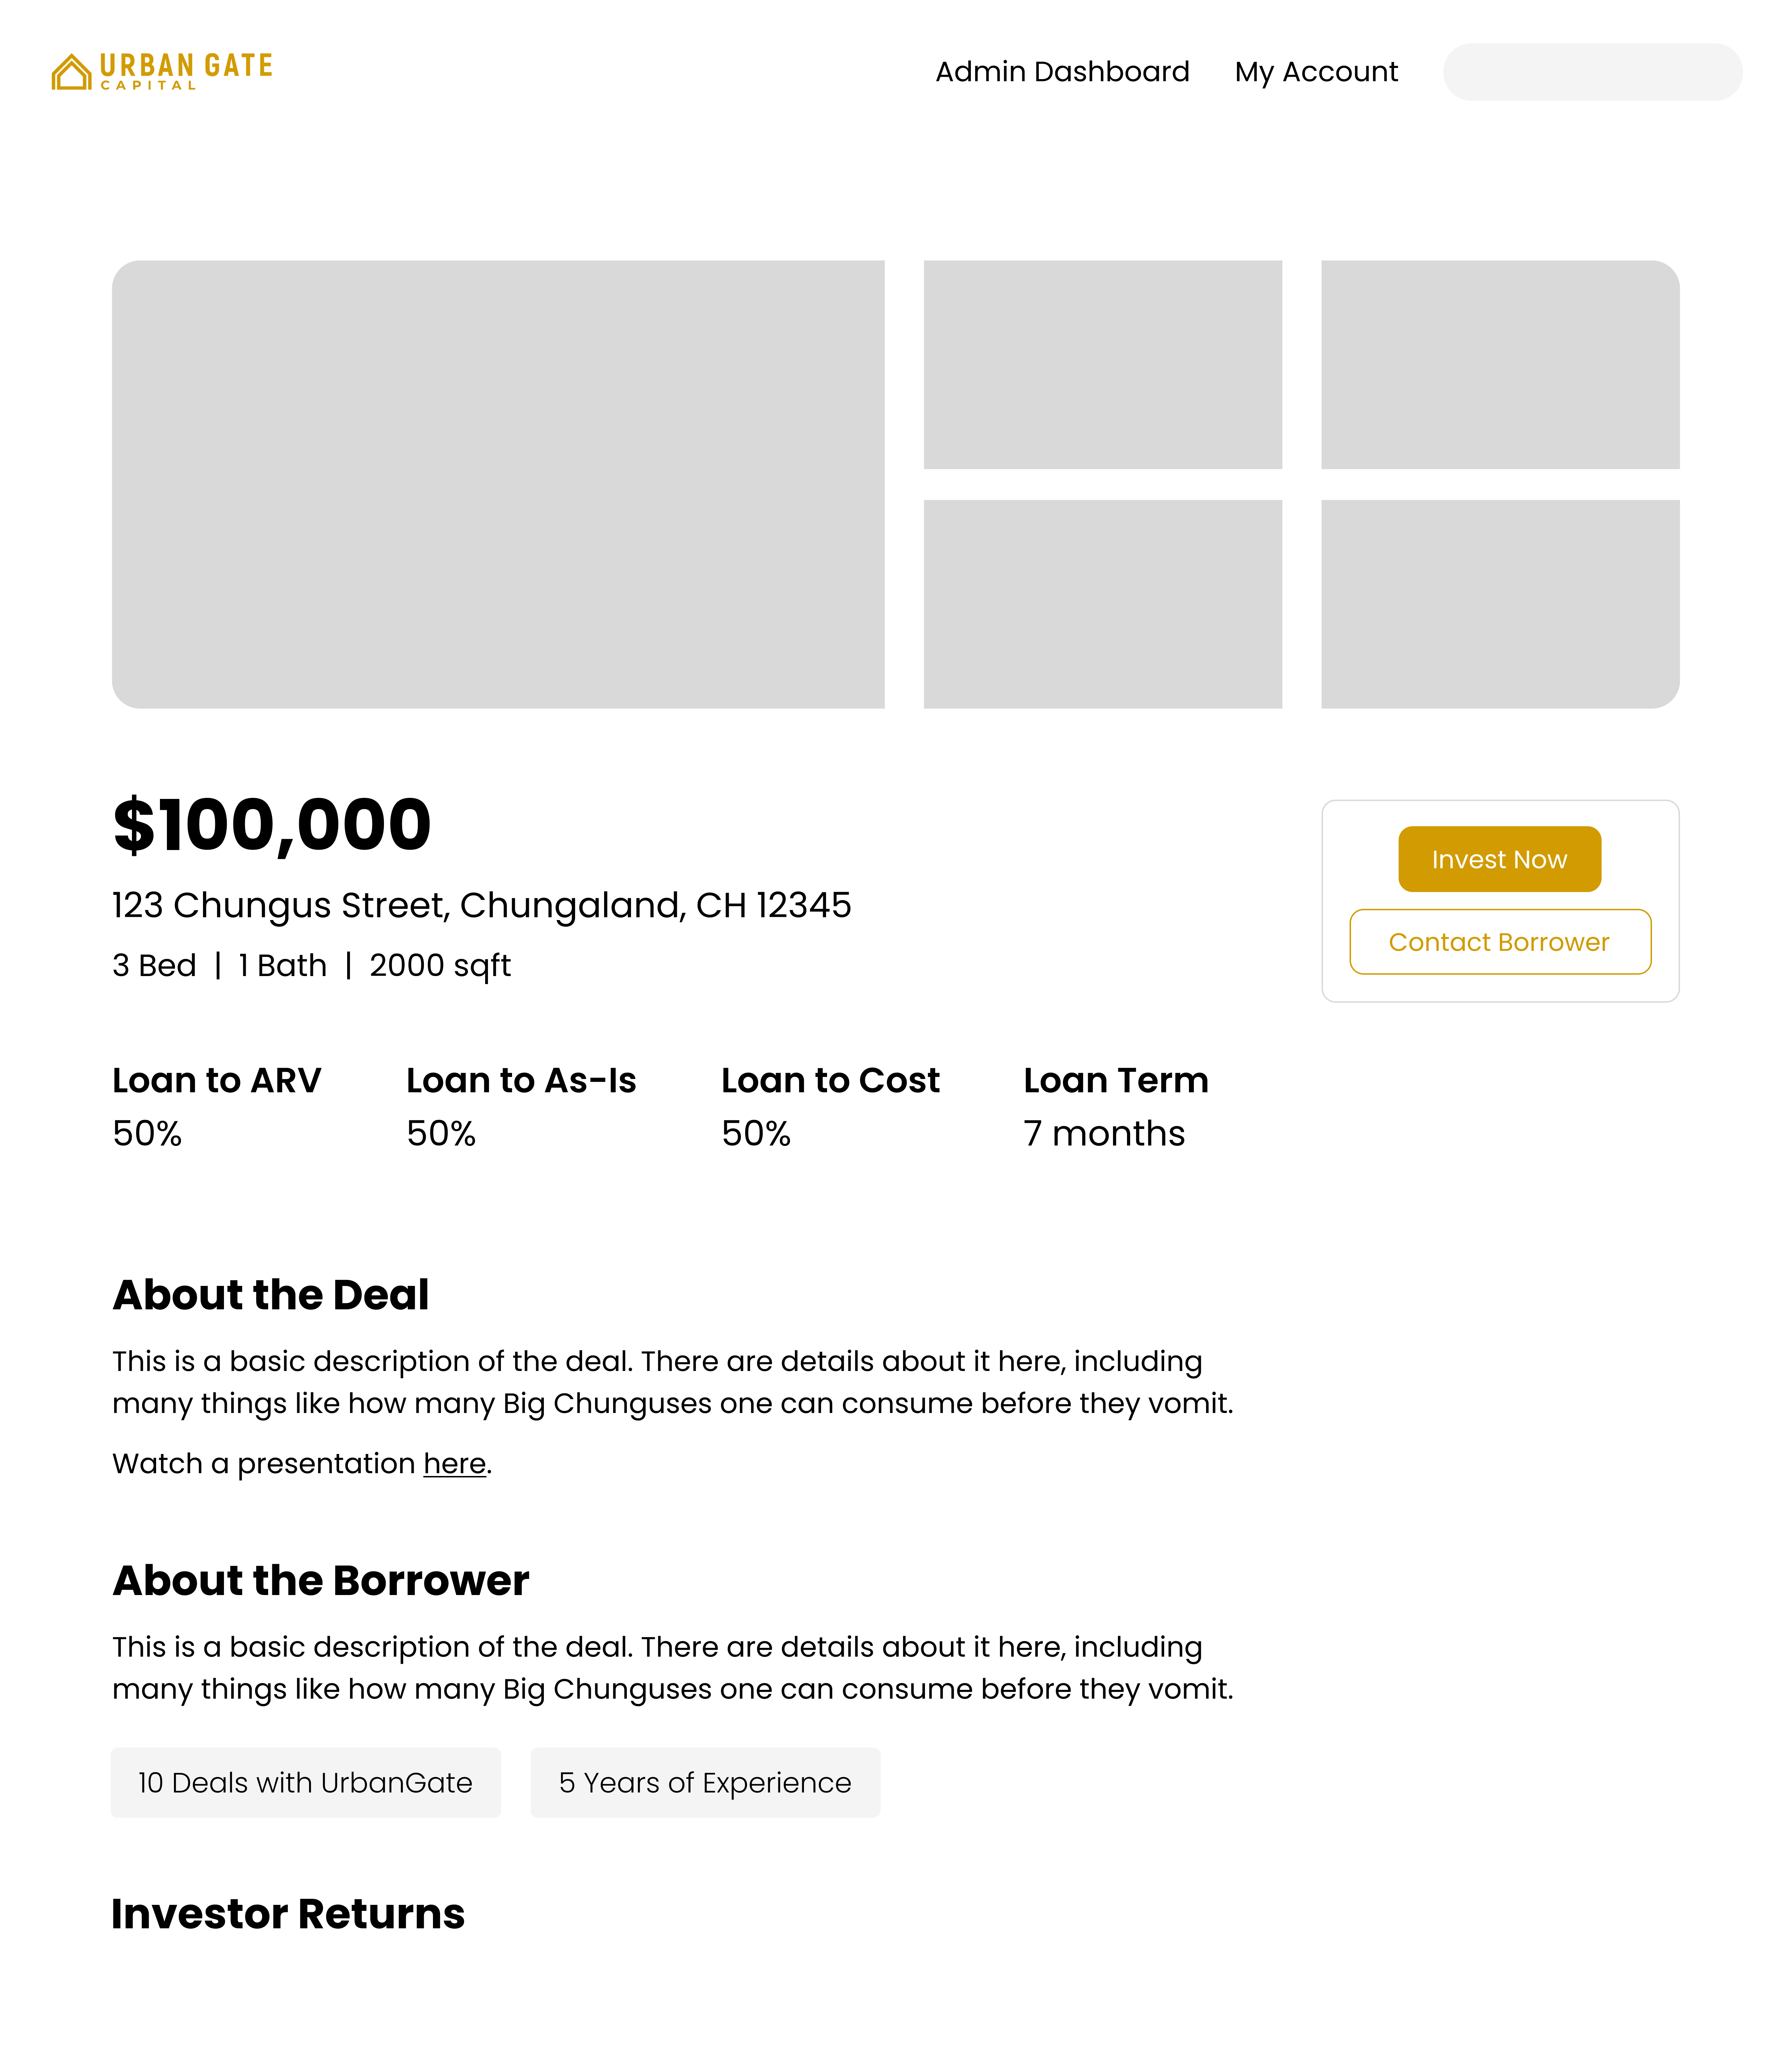 URBAN GATE
CAPITAL
Admin Dashboard
My Account
$100,000
123 Chungus Street, Chungaland, CH 12345
3 Bed | 1 Bath | 2000 sqft
Invest Now
Contact Borrower
Loan to ARV
50%
Loan to As-Is
50%
Loan to Cost
50%
Loan Term
7 months
About the Deal
This is a basic description of the deal. There are details about it here, including
many things like how many Big Chunguses one can consume before they vomit.
Watch a presentation here.
About the Borrower
This is a basic description of the deal. There are details about it here, including
many things like how many Big Chunguses one can consume before they vomit.
10 Deals with UrbanGate
5 Years of Experience
Investor Returns